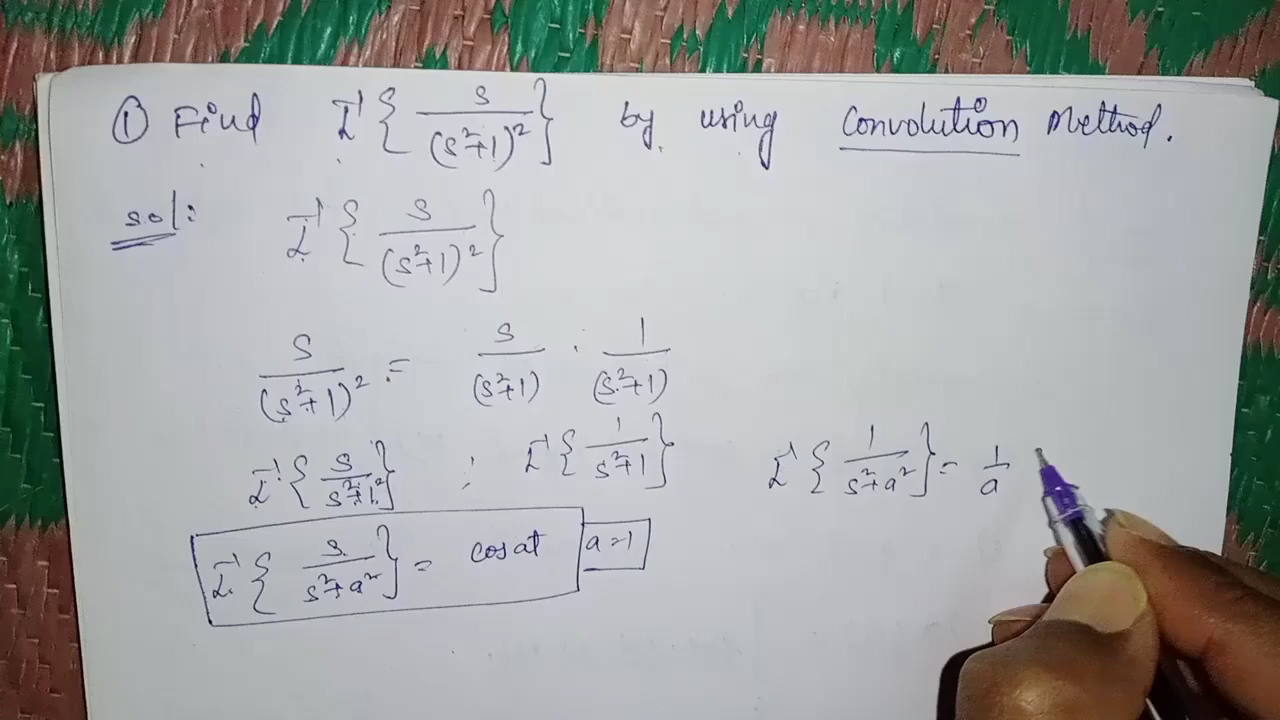 ① Find L⁻¹{ s/(s²+1)² } by using Convolution Method.
sol: L⁻¹{ s/(s²+1)² }
s/(s²+1)² = s/(s²+1) · 1/(s²+1)
L⁻¹{ s/(s²+1²) } ; L⁻¹{ 1/(s²+1) } L⁻¹{ 1/(s²+a²) } = 1/a
L⁻¹{ s/(s²+a²) } = cos at a=1